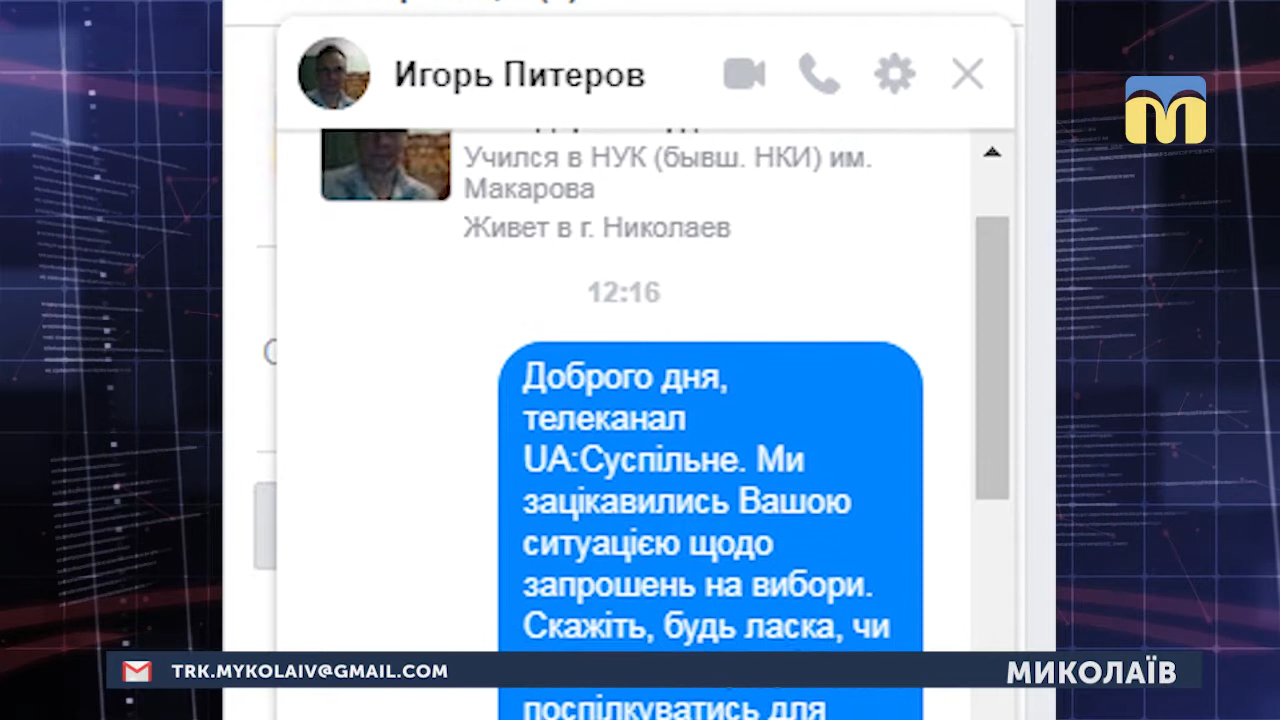 Игорь Питеров
Учился в НУК (бывш. НКИ) им.
Макарова
Живет в г. Николаев
12:16
Доброго дня,
телеканал
UA:Суспільне. Ми
зацікавились Вашою
ситуацією щодо
запрошень на вибори.
Скажіть, будь ласка, чи
поспілкуватись для
TRK.MYKOLAIV@GMAIL.COM
МИКОЛАЇВ